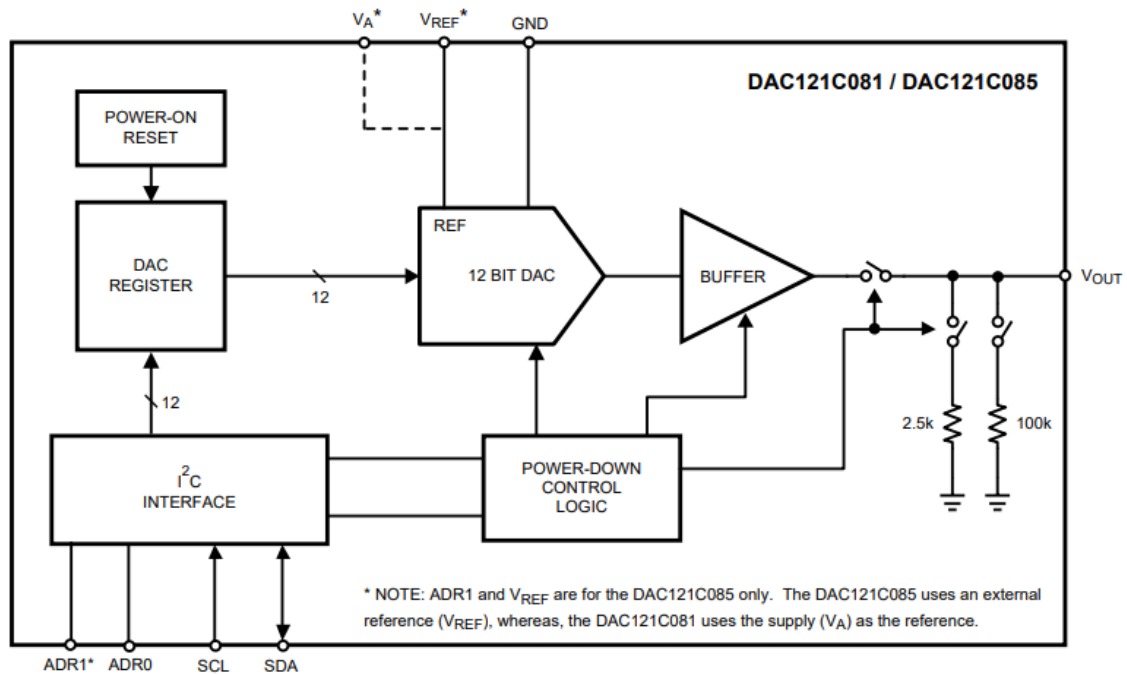 VA* VREF* GND
DAC121C081 / DAC121C085
POWER-ON
RESET
REF
DAC
REGISTER
12
12 BIT DAC
BUFFER
VOUT
12
2.5k
100k
I2C
INTERFACE
POWER-DOWN
CONTROL
LOGIC
* NOTE: ADR1 and VREF are for the DAC121C085 only. The DAC121C085 uses an external
reference (VREF), whereas, the DAC121C081 uses the supply (VA) as the reference.
ADR1* ADR0 SCL SDA